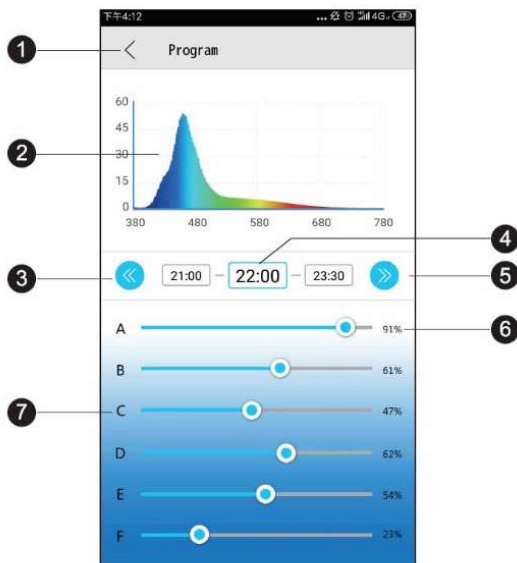 下午4:12 ... 4G 47
1 Program
60
45
2 30
15
0
380 480 580 680 780
4
3 21:00 – 22:00 – 23:30 5
A 91% 6
B 61%
7 C 47%
D 62%
E 54%
F 23%